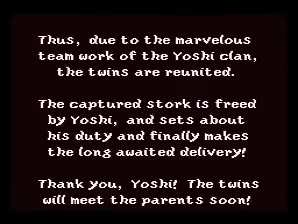 Thus, due to the marvelous
team work of the Yoshi clan,
the twins are reunited.
The captured stork is freed
by Yoshi, and sets about
his duty and finally makes
the long awaited delivery!
Thank you, Yoshi! The twins
will meet the parents soon!